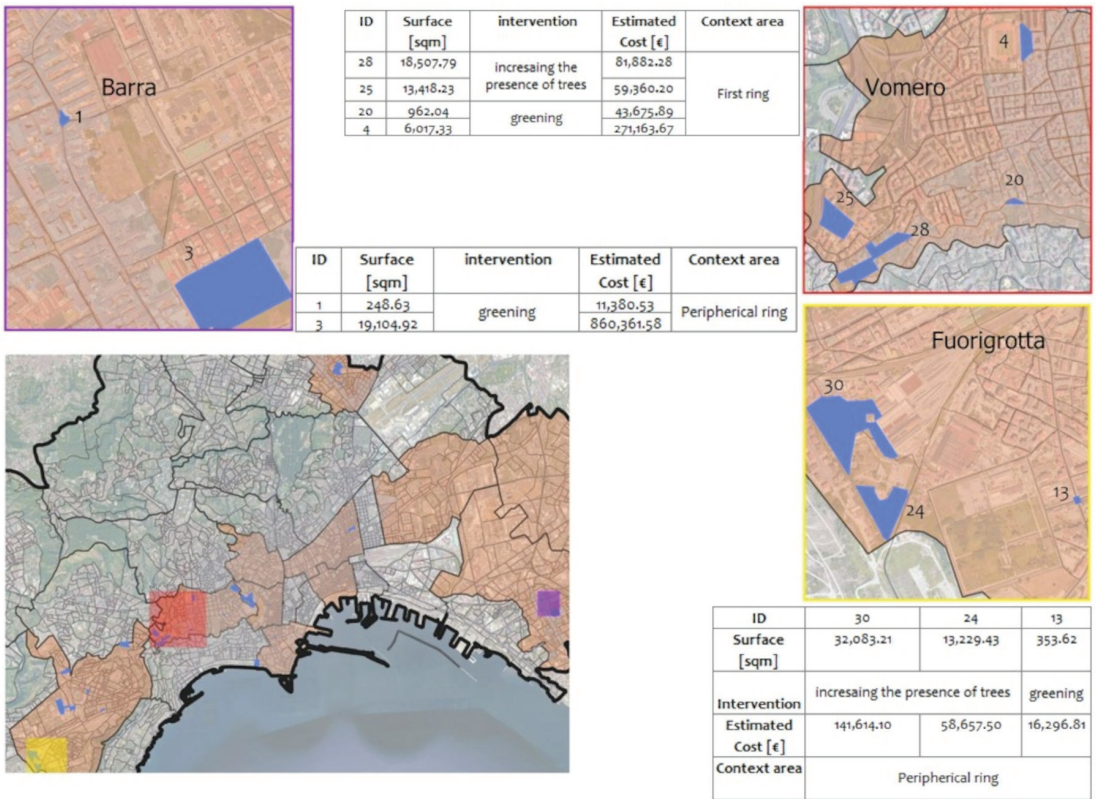 Barra
1
3
ID Surface [sqm] intervention Estimated Cost [€] Context area
28 18,507.79 incresaing the presence of trees 81,882.28 First ring
25 13,418.23 59,360.20
20 962.04 greening 43,675.89
4 6,017.33 271,163.67
Vomero
4
20
25
28
ID Surface [sqm] intervention Estimated Cost [€] Context area
1 248.63 greening 11,380.53 Peripherical ring
3 19,104.92 860,361.58
Fuorigrotta
30
13
24
ID 30 24 13
Surface [sqm] 32,083.21 13,229.43 353.62
Intervention incresaing the presence of trees greening
Estimated Cost [€] 141,614.10 58,657.50 16,296.81
Context area Peripherical ring